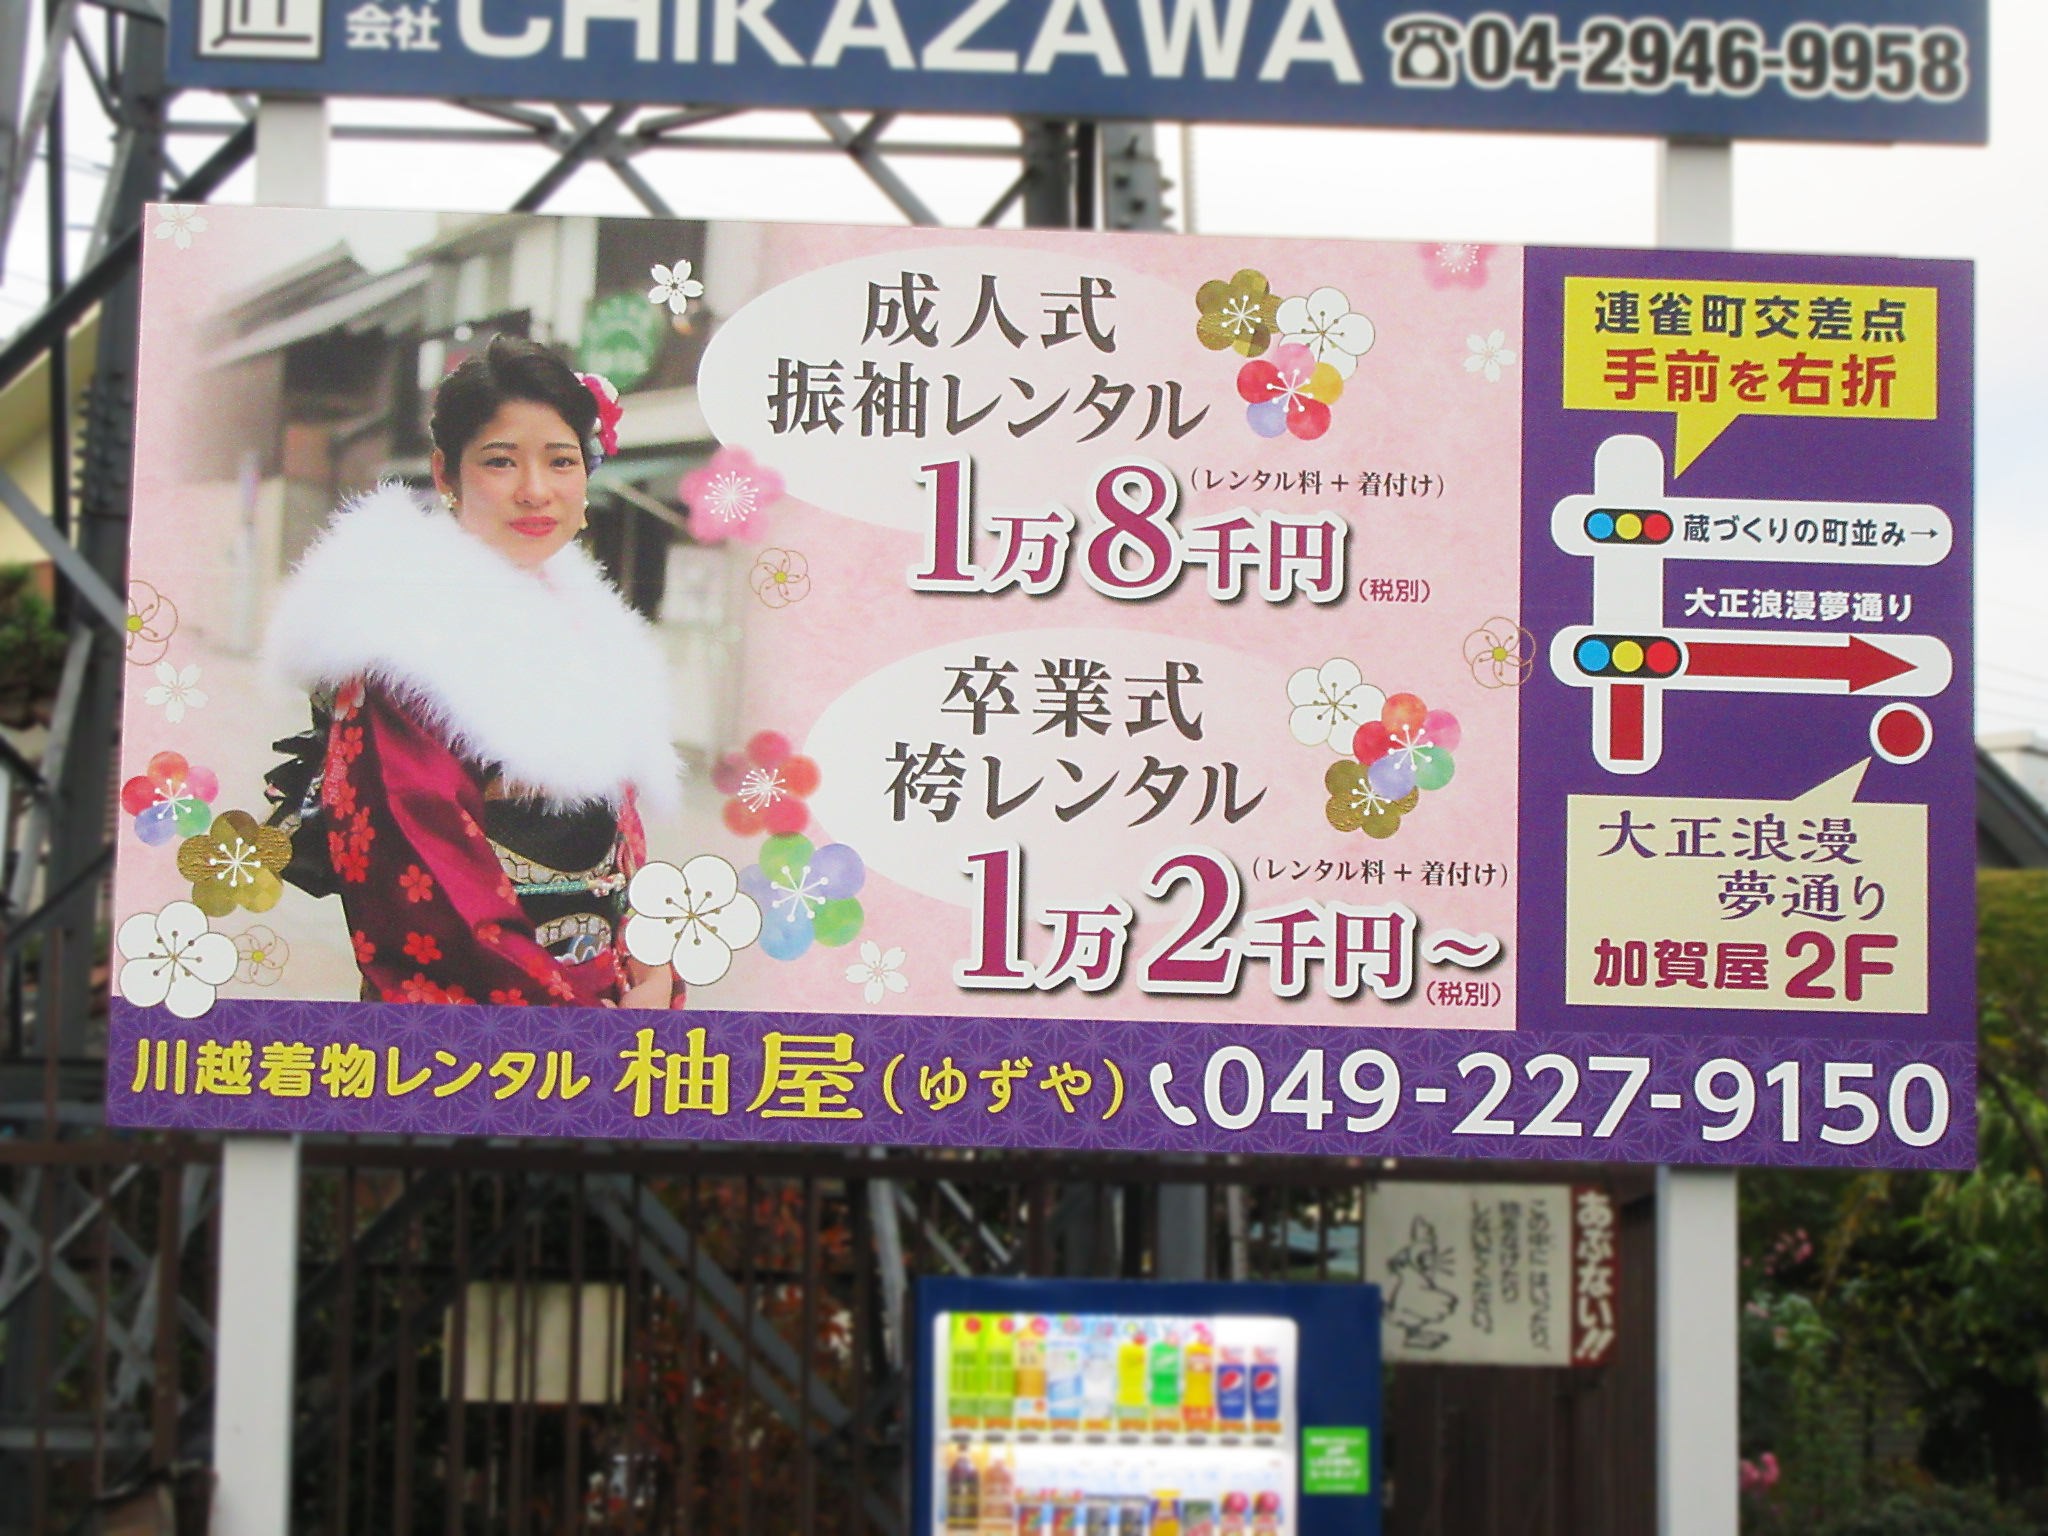 会社 CHIKAZAWA ☎04-2946-9958
成人式
振袖レンタル
(レンタル料+着付け)
1万8千円(税別)
卒業式
袴レンタル
(レンタル料+着付け)
1万2千円～(税別)
連雀町交差点
手前を右折
蔵づくりの町並み→
大正浪漫夢通り
大正浪漫
夢通り
加賀屋2F
川越着物レンタル 柚屋(ゆずや) 049-227-9150
あぶない!!